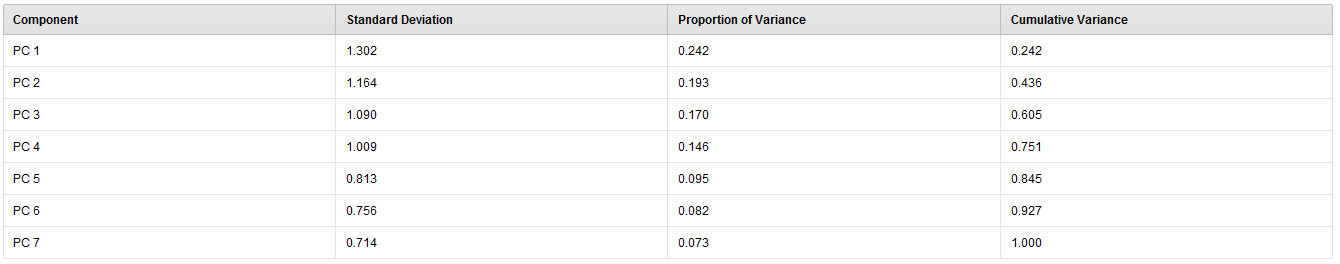 Component Standard Deviation Proportion of Variance Cumulative Variance
PC 1 1.302 0.242 0.242
PC 2 1.164 0.193 0.436
PC 3 1.090 0.170 0.605
PC 4 1.009 0.146 0.751
PC 5 0.813 0.095 0.845
PC 6 0.756 0.082 0.927
PC 7 0.714 0.073 1.000